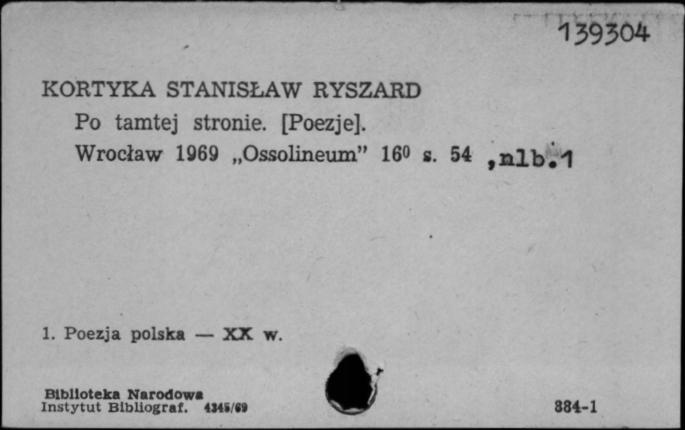 139304
KORTYKA STANISŁAW RYSZARD
Po tamtej stronie. [Poezje].
Wrocław 1969 „Ossolineum” 16⁰ s. 54 ,nlb.1
1. Poezja polska — XX w.
Biblioteka Narodowa
Instytut Bibliograf. 4345/69
884-1